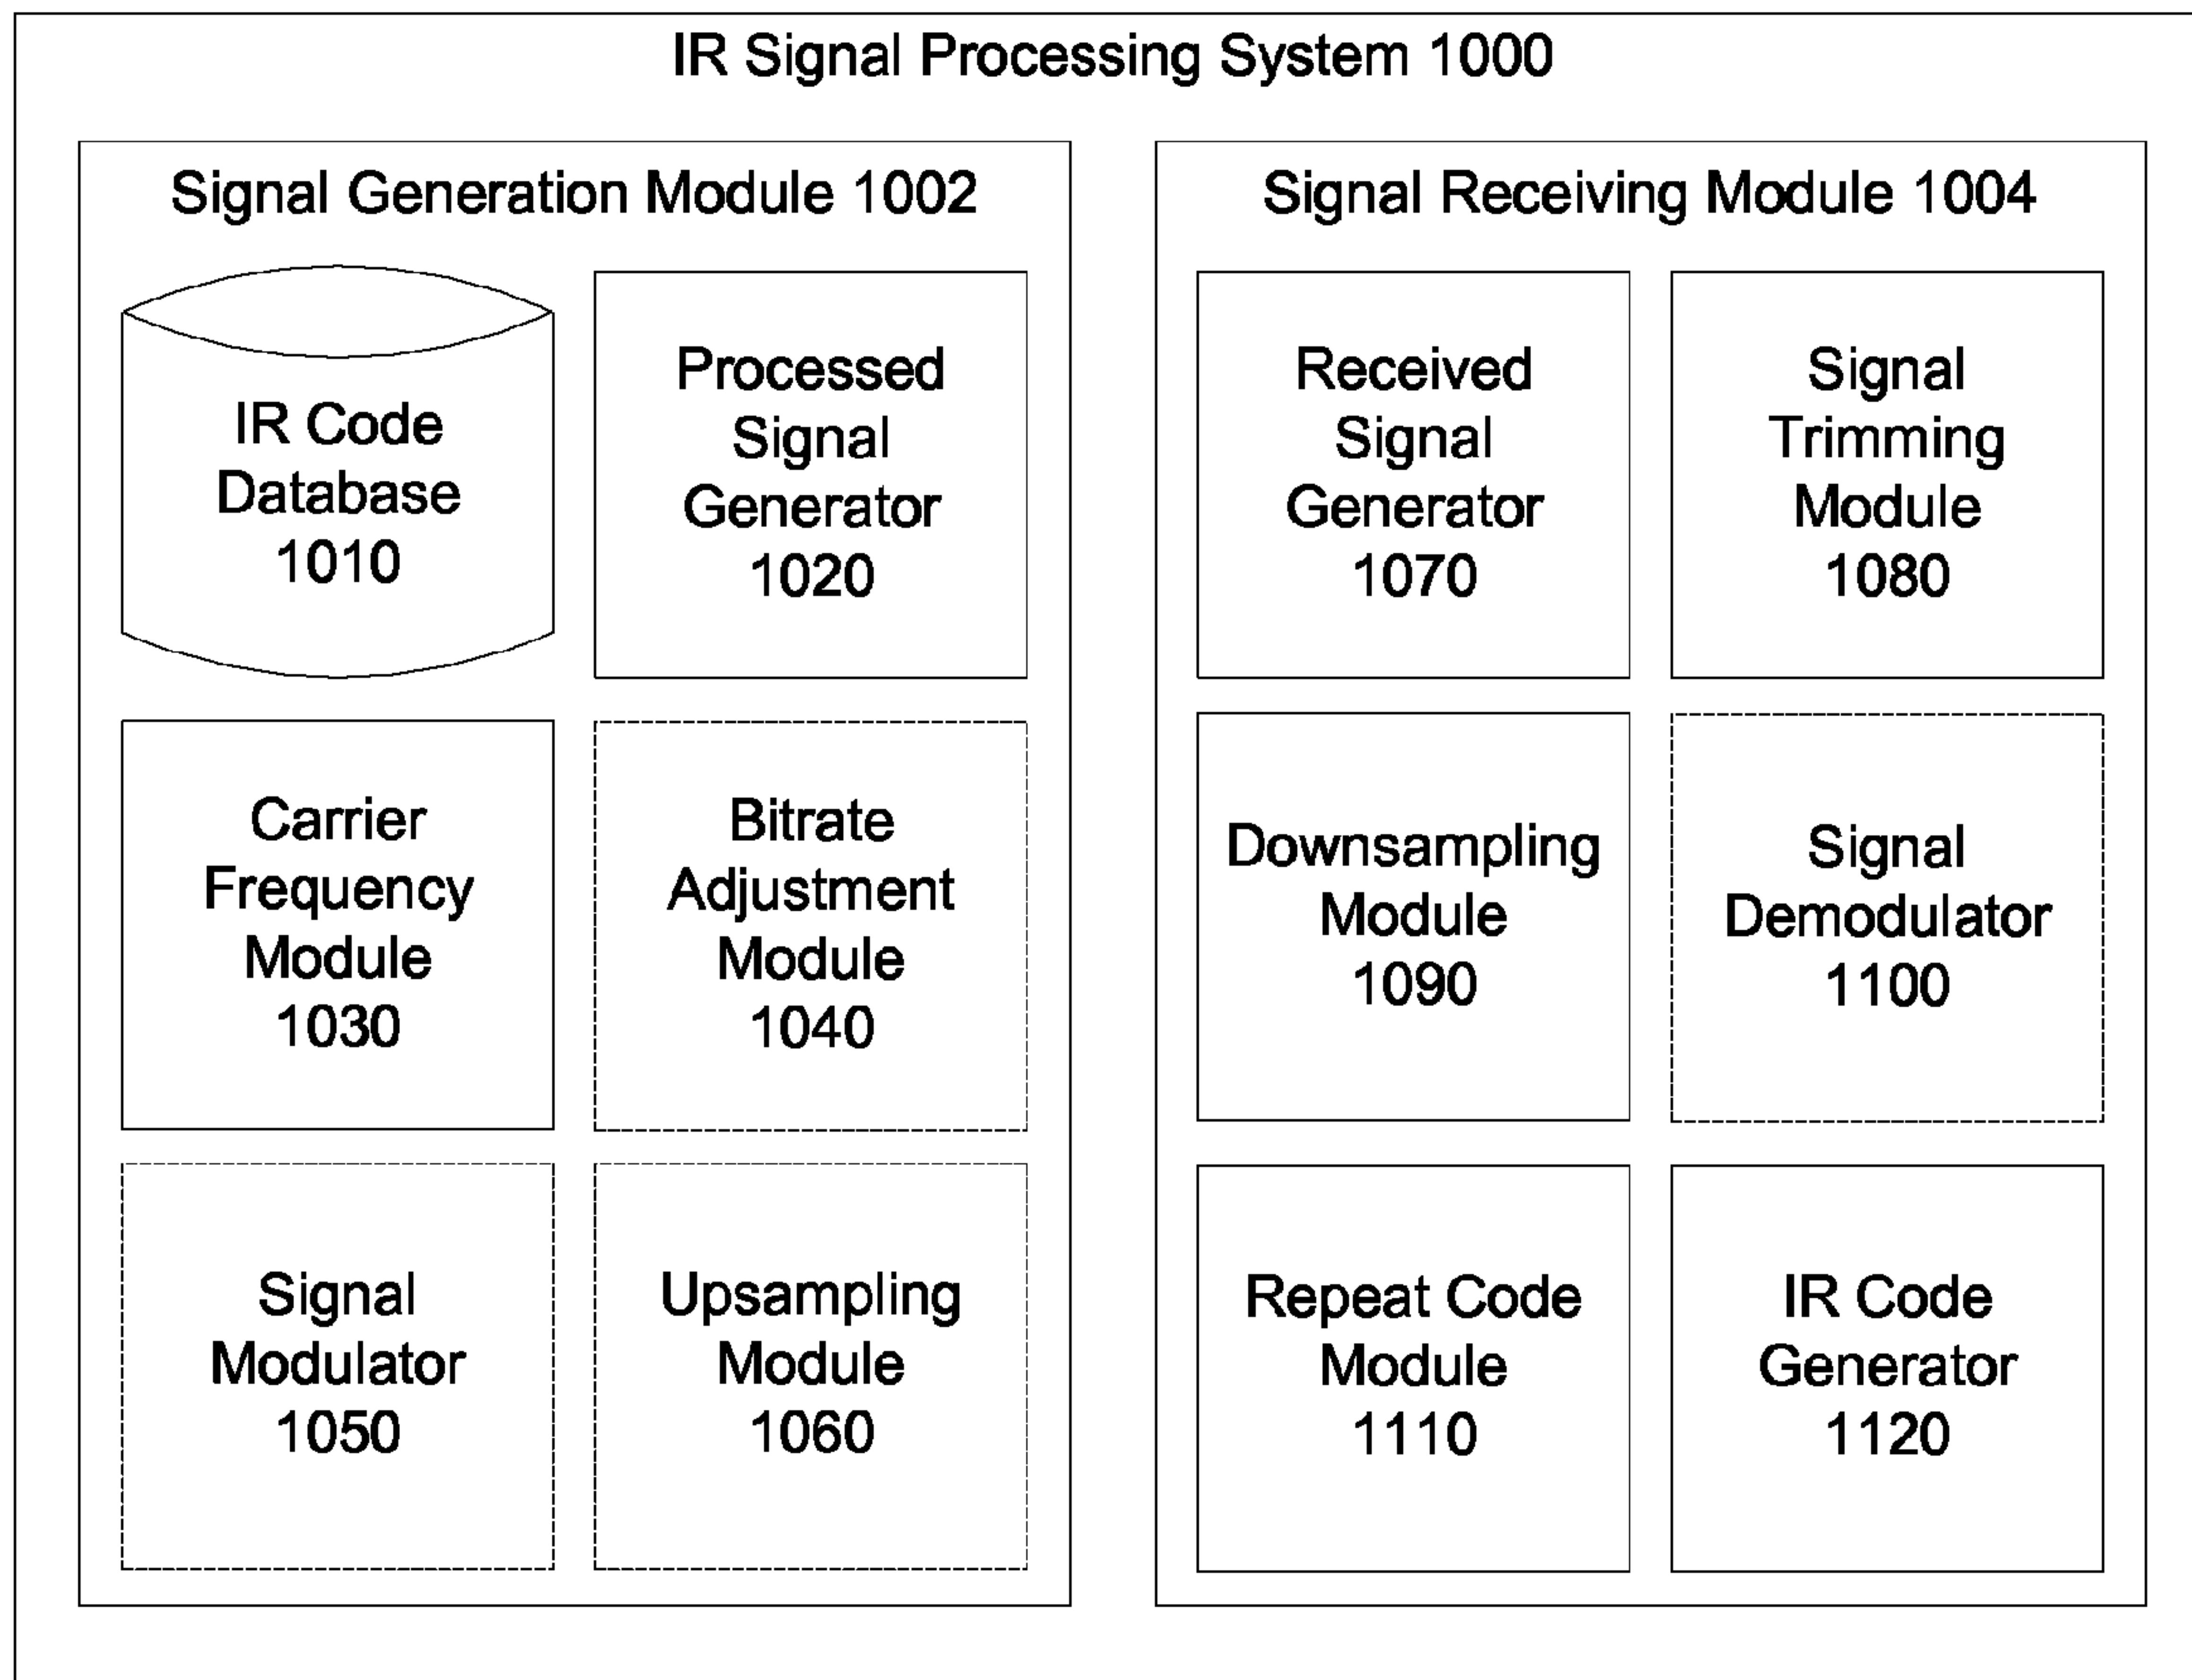 IR Signal Processing System 1000
Signal Generation Module 1002
IR Code
Database
1010
Processed
Signal
Generator
1020
Carrier
Frequency
Module
1030
Bitrate
Adjustment
Module
1040
Signal
Modulator
1050
Upsampling
Module
1060
Signal Receiving Module 1004
Received
Signal
Generator
1070
Signal
Trimming
Module
1080
Downsampling
Module
1090
Signal
Demodulator
1100
Repeat Code
Module
1110
IR Code
Generator
1120